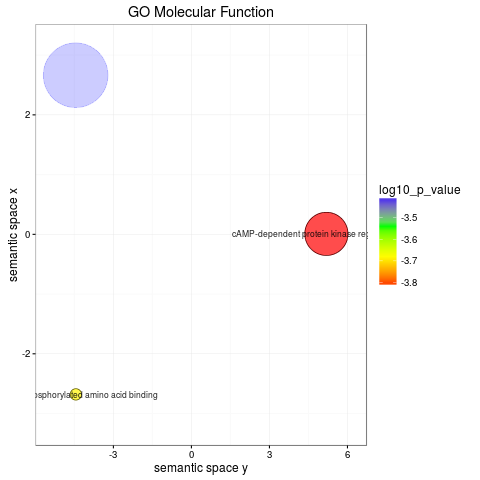 GO Molecular Function
semantic space x
2
0
-2
cAMP-dependent protein kinase re
sphorylated amino acid binding
-3
0
3
6
semantic space y
log10_p_value
-3.5
-3.6
-3.7
-3.8